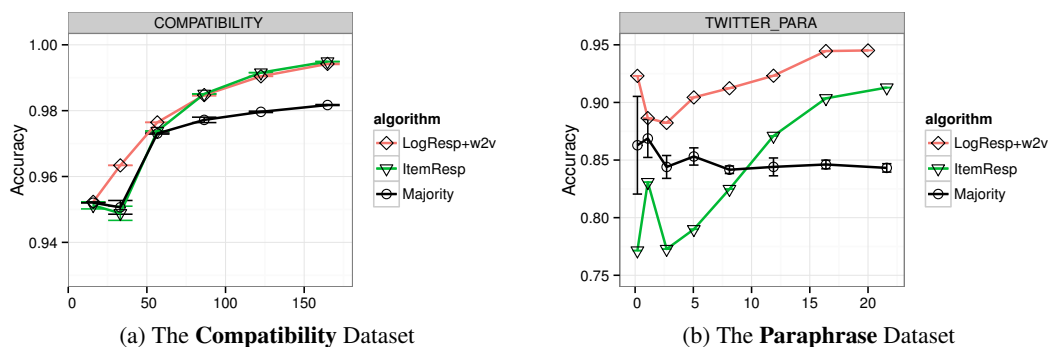 COMPATIBILITY
1.00
0.98
0.96
0.94
Accuracy
0 50 100 150
algorithm
LogResp+w2v
ItemResp
Majority
(a) The Compatibility Dataset
TWITTER_PARA
0.95
0.90
0.85
0.80
0.75
Accuracy
0 5 10 15 20
algorithm
LogResp+w2v
ItemResp
Majority
(b) The Paraphrase Dataset